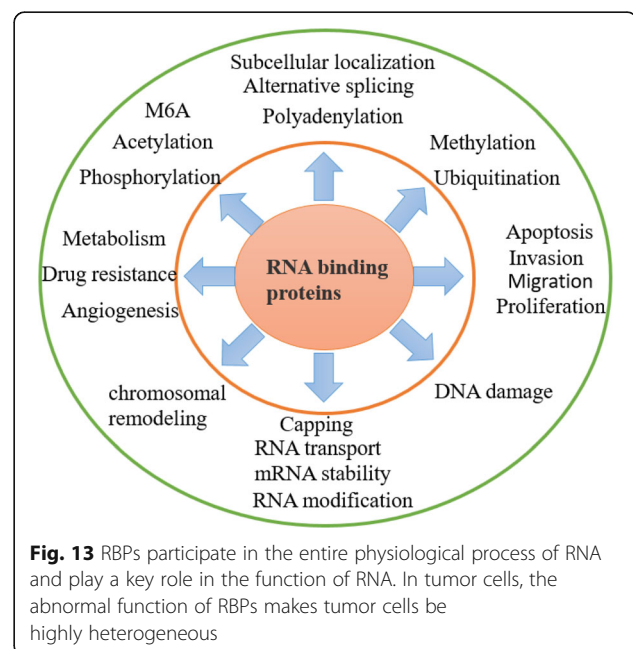 Subcellular localization
Alternative splicing
Polyadenylation
M6A
Acetylation
Phosphorylation
Methylation
Ubiquitination
Metabolism
Drug resistance
Angiogenesis
RNA binding
proteins
Apoptosis
Invasion
Migration
Proliferation
chromosomal
remodeling
DNA damage
Capping
RNA transport
mRNA stability
RNA modification
Fig. 13 RBPs participate in the entire physiological process of RNA
and play a key role in the function of RNA. In tumor cells, the
abnormal function of RBPs makes tumor cells be
highly heterogeneous